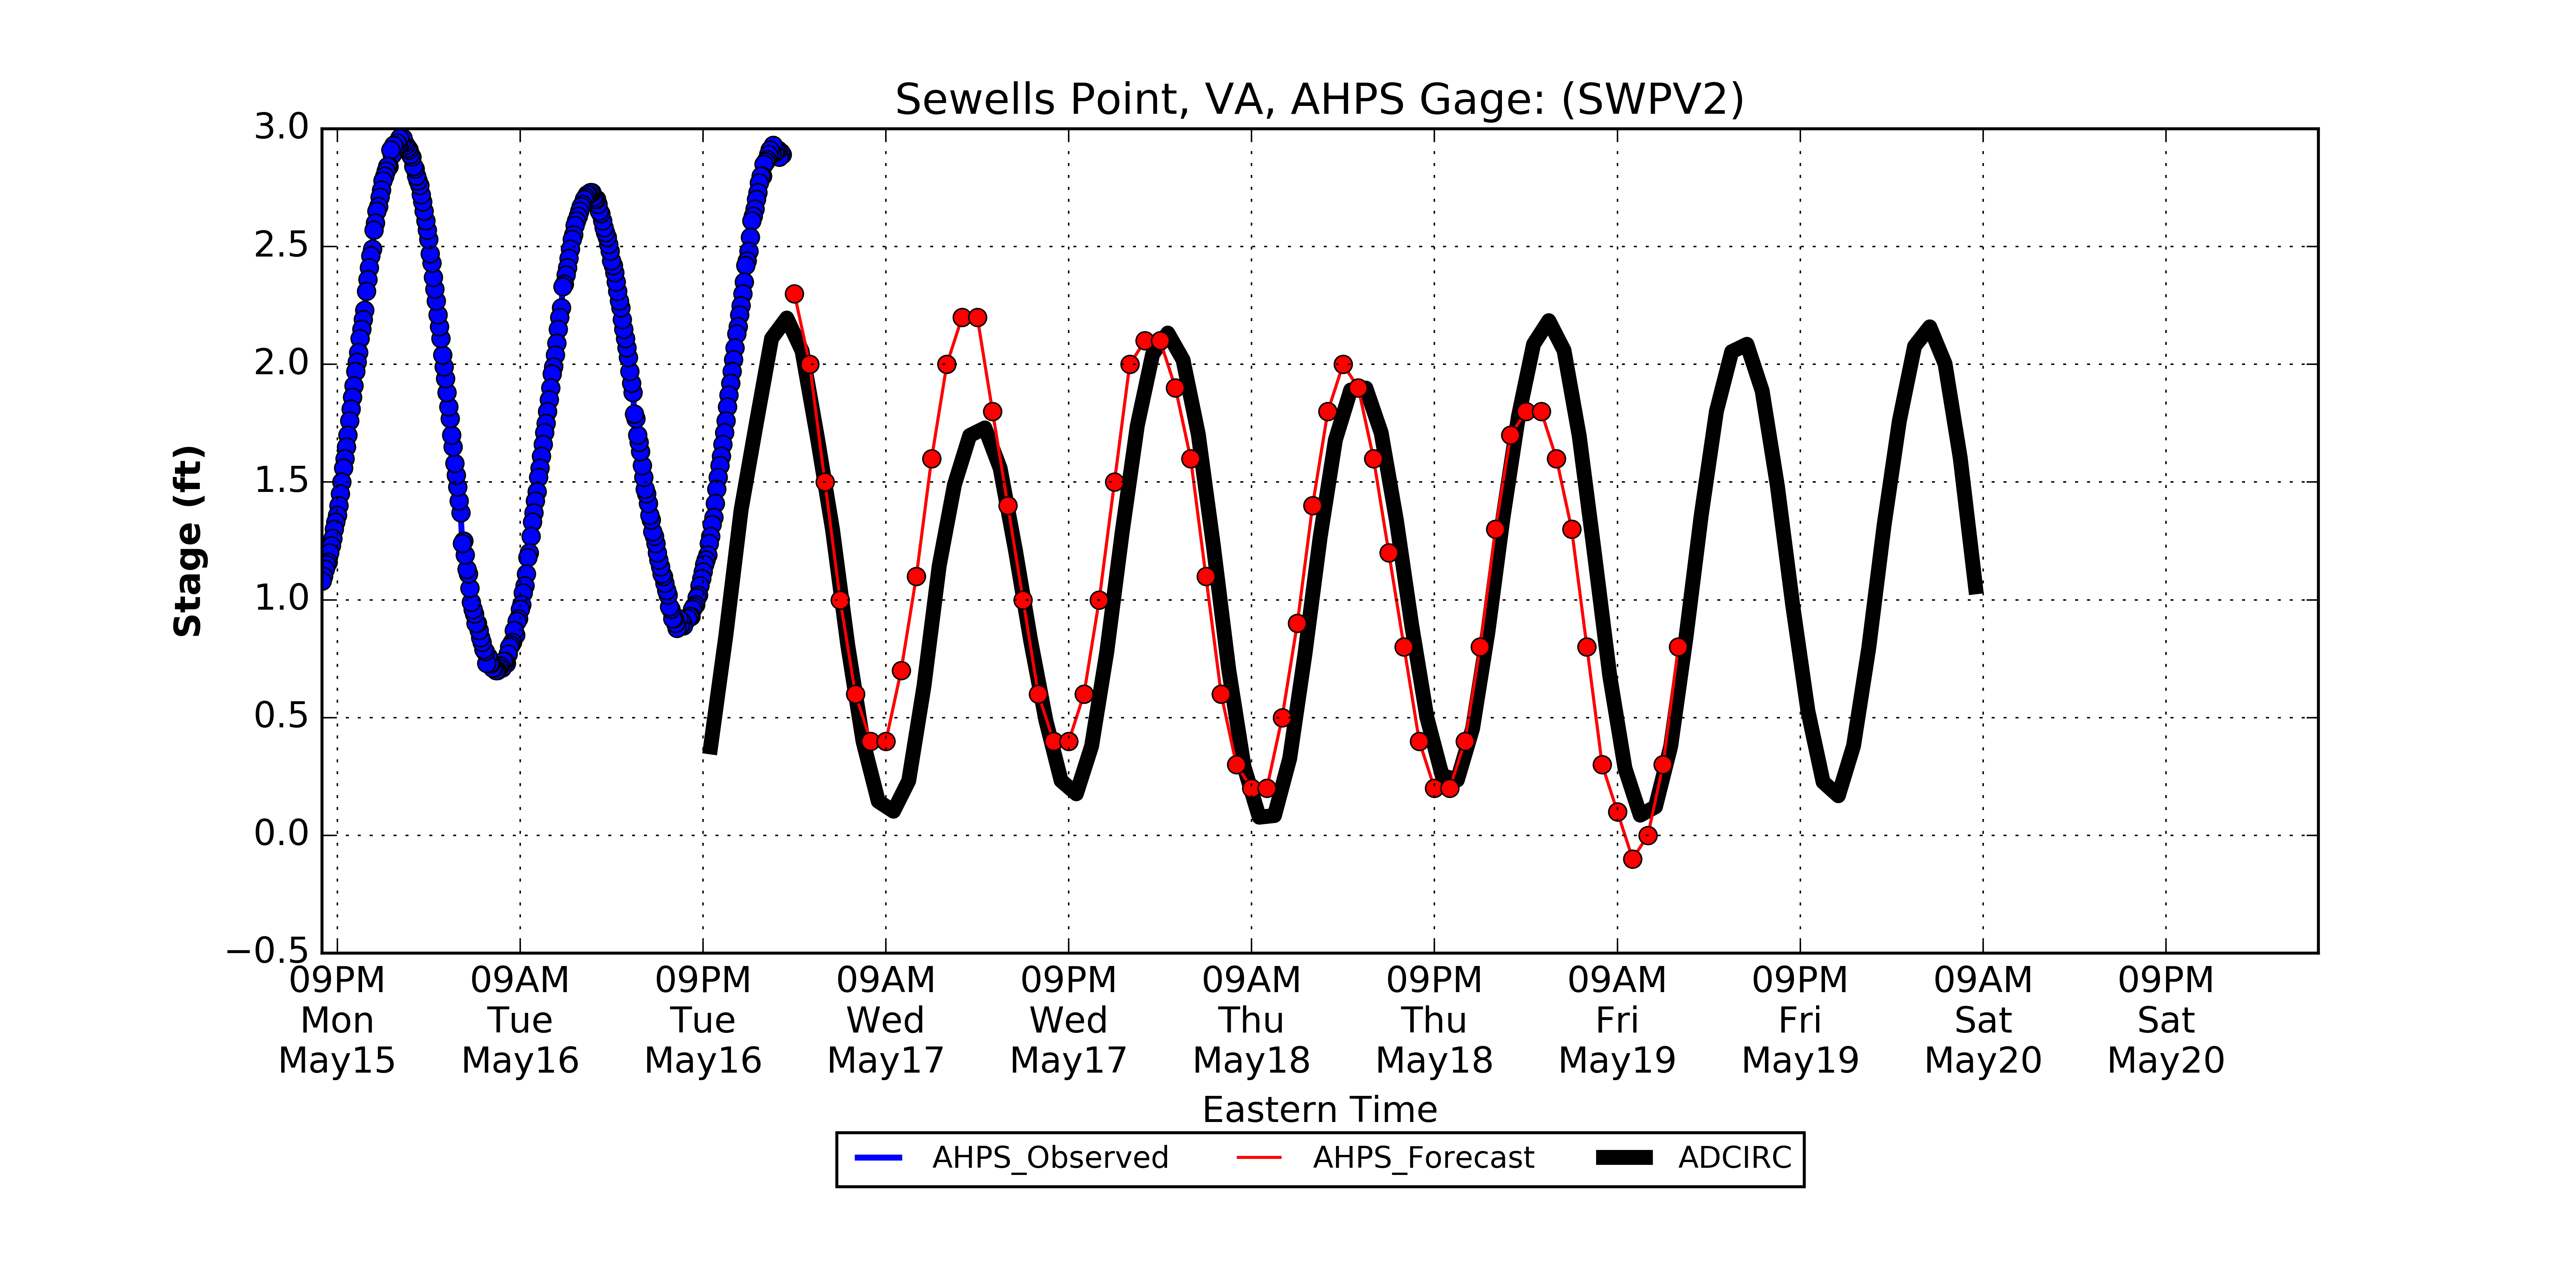 Sewells Point, VA, AHPS Gage: (SWPV2)
3.0
2.5
2.0
1.5
1.0
0.5
0.0
−0.5
Stage (ft)
09PM 09AM 09PM 09AM 09PM 09AM 09PM 09AM 09PM 09AM 09PM
Mon Tue Tue Wed Wed Thu Thu Fri Fri Sat Sat
May15 May16 May16 May17 May17 May18 May18 May19 May19 May20 May20
Eastern Time
AHPS_Observed AHPS_Forecast ADCIRC